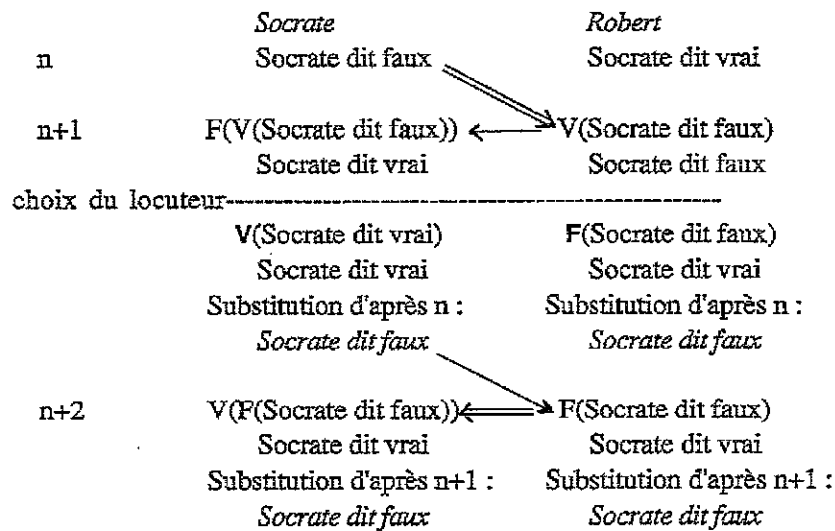 Socrate Robert
n Socrate dit faux Socrate dit vrai
n+1 F(V(Socrate dit faux)) V(Socrate dit faux)
Socrate dit vrai Socrate dit faux
choix du locuteur
V(Socrate dit vrai) F(Socrate dit faux)
Socrate dit vrai Socrate dit vrai
Substitution d'après n : Substitution d'après n :
Socrate dit faux Socrate dit faux
n+2 V(F(Socrate dit faux)) F(Socrate dit faux)
Socrate dit vrai Socrate dit vrai
Substitution d'après n+1 : Substitution d'après n+1 :
Socrate dit faux Socrate dit faux